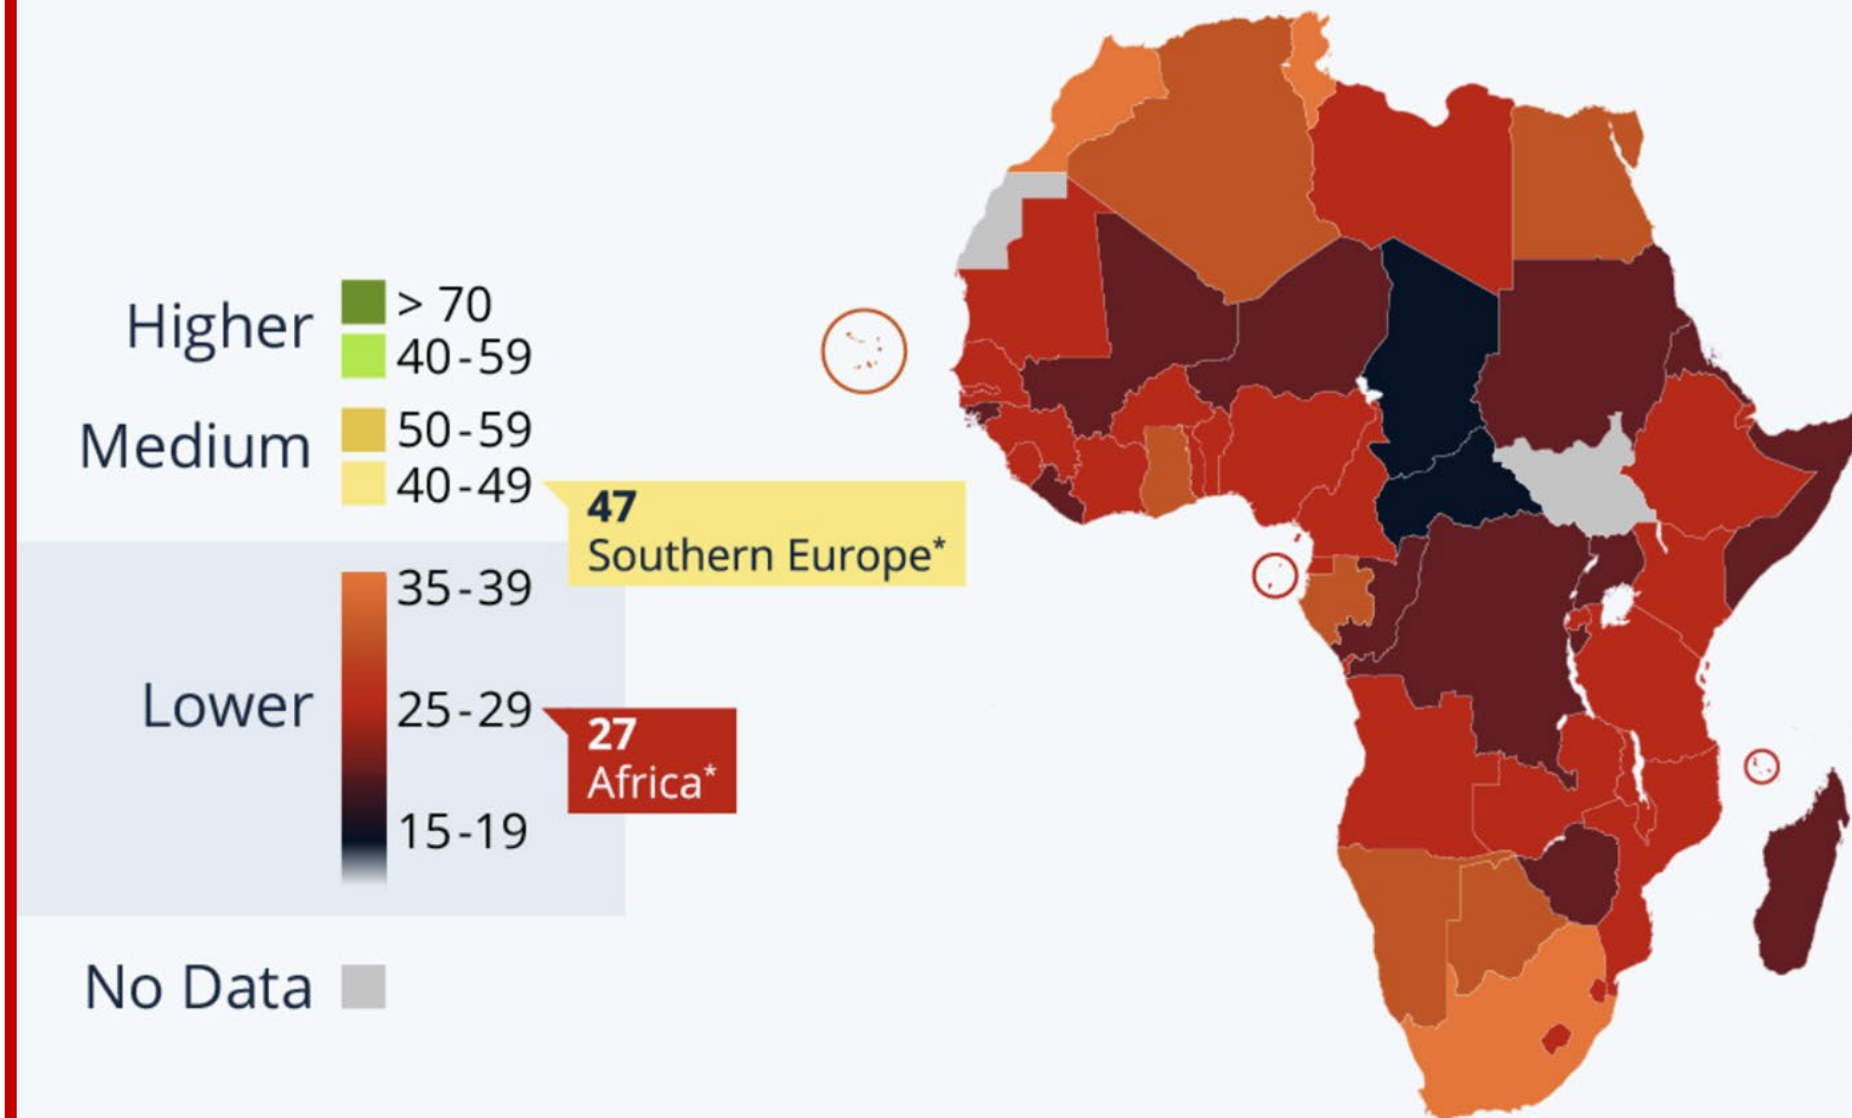 Higher
> 70
40-59
Medium
50-59
40-49
47
Southern Europe*
Lower
35-39
25-29
15-19
27
Africa*
No Data